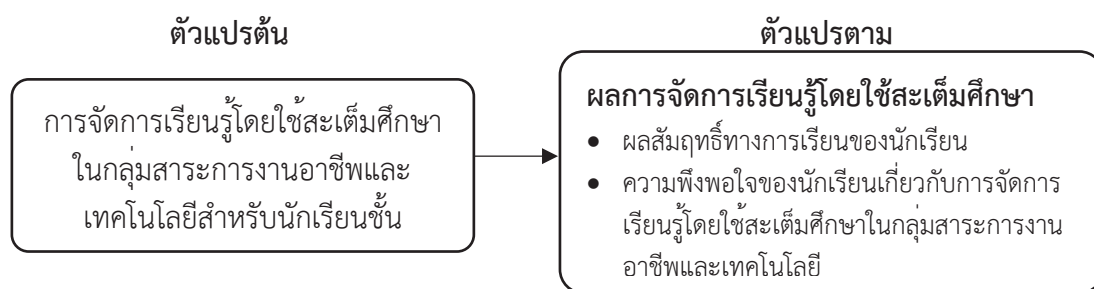 ตัวแปรต้น
การจัดการเรียนรู้โดยใช้สะเต็มศึกษา
ในกลุ่มสาระการงานอาชีพและ
เทคโนโลยีสำหรับนักเรียนชั้น
ตัวแปรตาม
ผลการจัดการเรียนรู้โดยใช้สะเต็มศึกษา
• ผลสัมฤทธิ์ทางการเรียนของนักเรียน
• ความพึงพอใจของนักเรียนเกี่ยวกับการจัดการ
เรียนรู้โดยใช้สะเต็มศึกษาในกลุ่มสาระการงาน
อาชีพและเทคโนโลยี